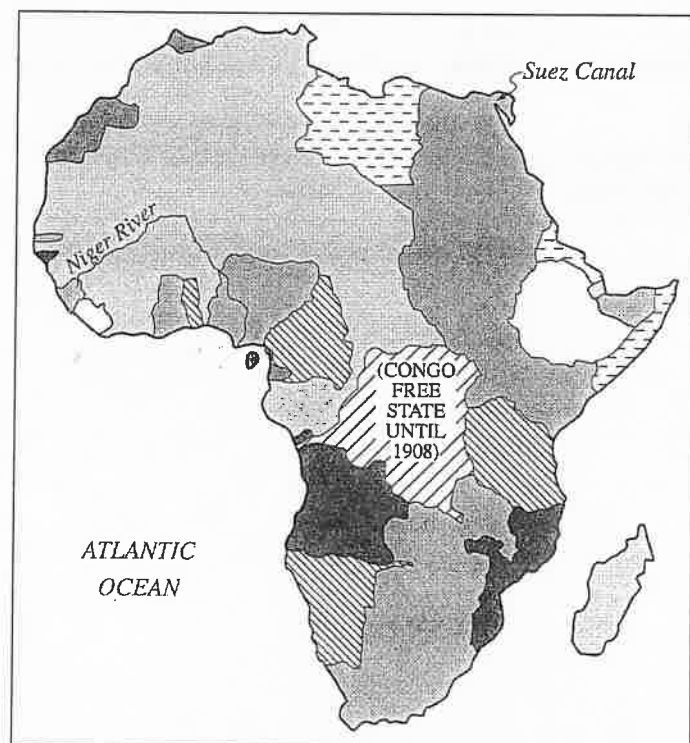 Suez Canal
Niger River
(CONGO
FREE
STATE
UNTIL
1908)
ATLANTIC
OCEAN